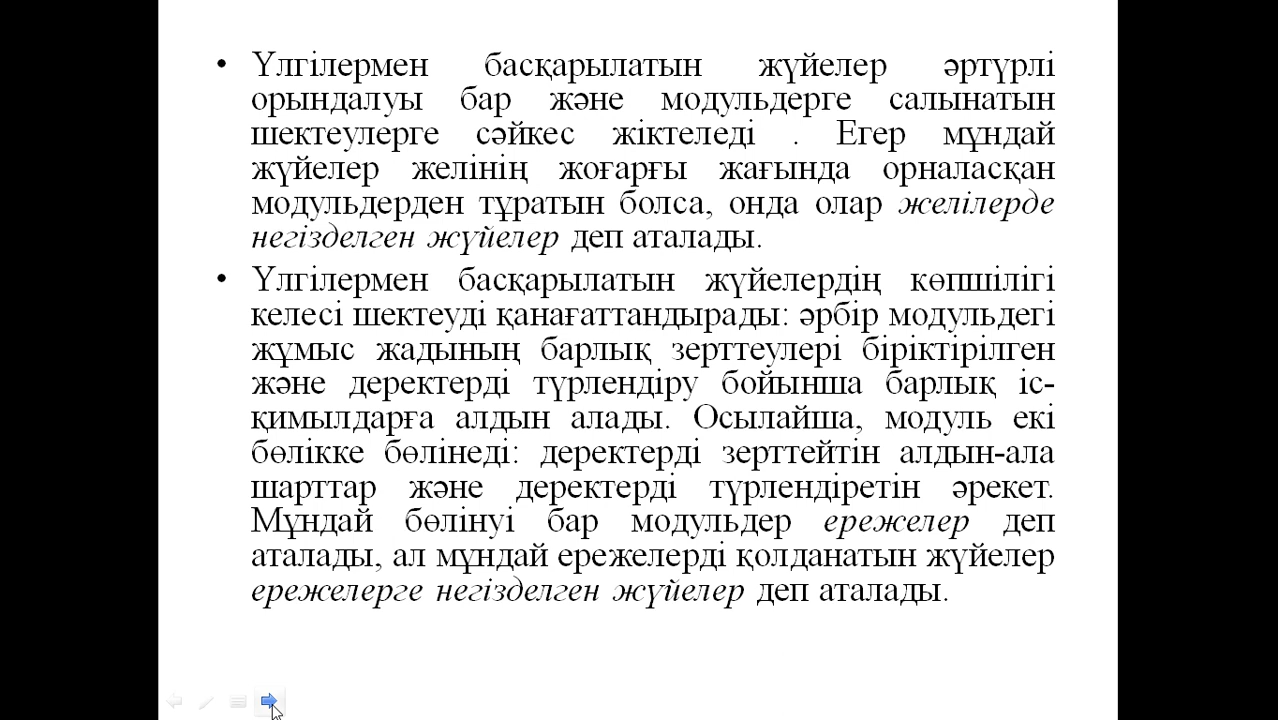 • Үлгілермен басқарылатын жүйелер әртүрлі
орындалуы бар және модульдерге салынатын
шектеулерге сәйкес жіктеледі . Егер мұндай
жүйелер желінің жоғарғы жағында орналасқан
модульдерден тұратын болса, онда олар желілерде
негізделген жүйелер деп аталады.
• Үлгілермен басқарылатын жүйелердің көпшілігі
келесі шектеуді қанағаттандырады: әрбір модульдегі
жұмыс жадының барлық зерттеулері біріктірілген
және деректерді түрлендіру бойынша барлық іс-
қимылдарға алдын алады. Осылайша, модуль екі
бөлікке бөлінеді: деректерді зерттейтін алдын-ала
шарттар және деректерді түрлендіретін әрекет.
Мұндай бөлінуі бар модульдер ережелер деп
аталады, ал мұндай ережелерді қолданатын жүйелер
ережелерге негізделген жүйелер деп аталады.